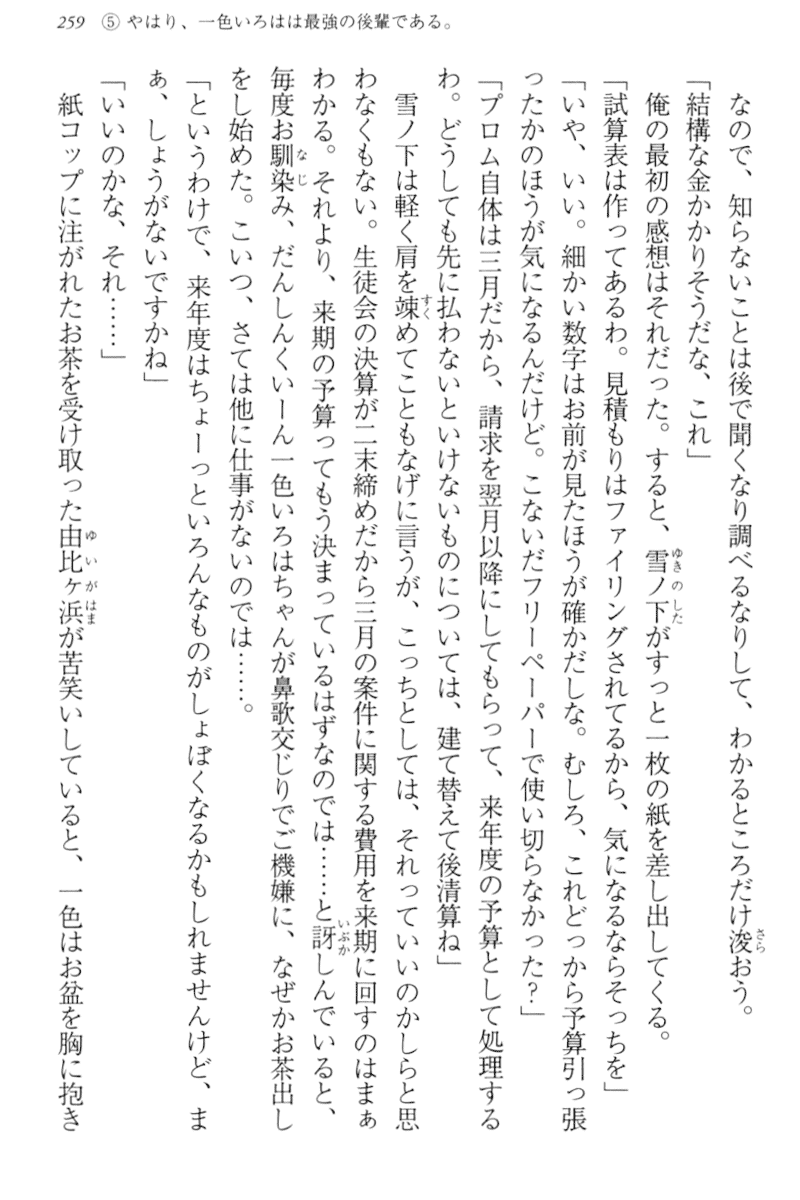 259　⑤ やはり、一色いろはは最強の後輩である。
　なので、知らないことは後で聞くなり調べるなりして、わかるところだけ浚おう。
「結構な金かかりそうだな、これ」
　俺の最初の感想はそれだった。すると、雪ノ下がすっと一枚の紙を差し出してくる。
「試算表は作ってあるわ。見積もりはファイリングされてるから、気になるならそっちを」
「いや、いい。細かい数字はお前が見たほうが確かだしな。むしろ、これどっから予算引っ張
ったかのほうが気になるんだけど。こないだフリーペーパーで使い切らなかった？」
「プロム自体は三月だから、請求を翌月以降にしてもらって、来年度の予算として処理する
わ。どうしても先に払わないといけないものについては、建て替えて後清算ね」
　雪ノ下は軽く肩を竦めてこともなげに言うが、こっちとしては、それっていいのかしらと思
わなくもない。生徒会の決算が二末締めだから三月の案件に関する費用を来期に回すのはまぁ
わかる。それより、来期の予算ってもう決まっているはずなのでは……と訝しんでいると、
毎度お馴染み、だんしんくいーん一色いろはちゃんが鼻歌交じりでご機嫌に、なぜかお茶出し
をし始めた。こいつ、さては他に仕事がないのでは……。
「というわけで、来年度はちょーっといろんなものがしょぼくなるかもしれませんけど、ま
ぁ、しょうがないですかね」
「いいのかな、それ……」
　紙コップに注がれたお茶を受け取った由比ヶ浜が苦笑いしていると、一色はお盆を胸に抱き